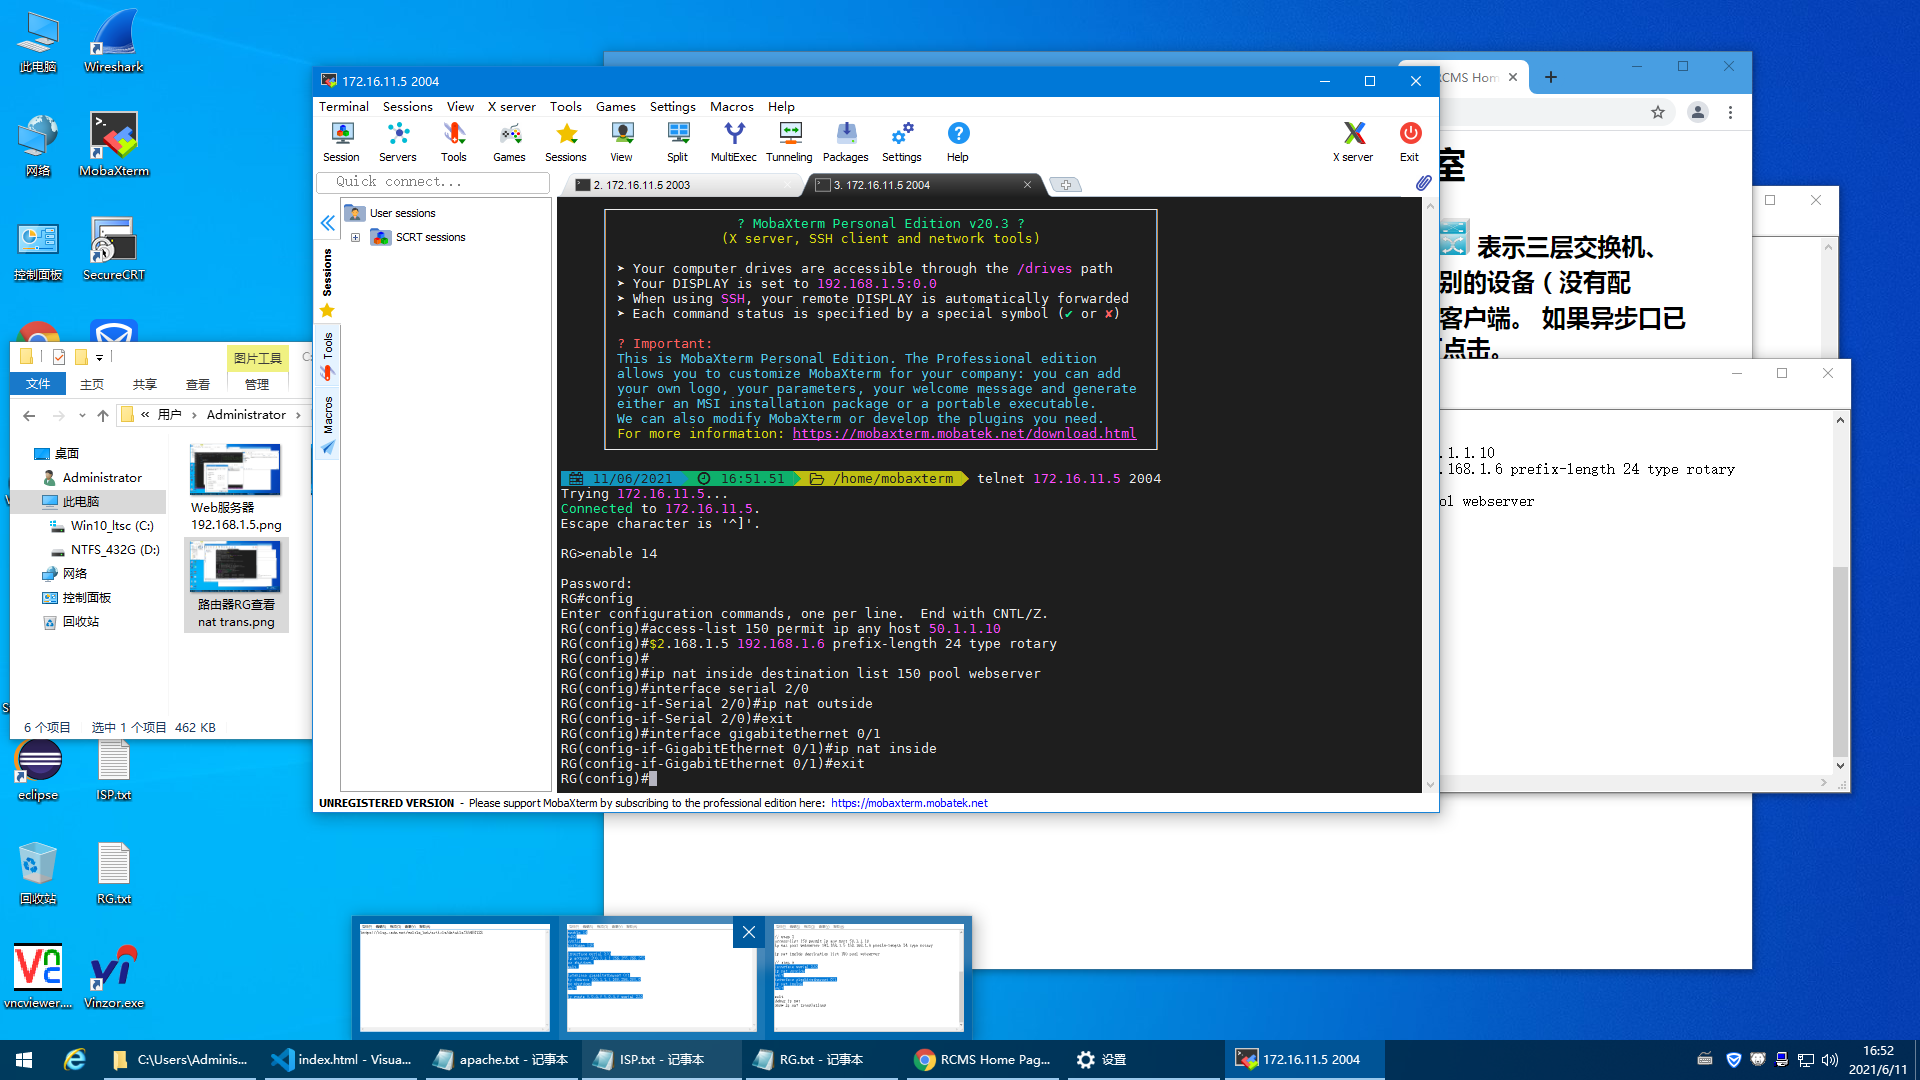 此电脑
Wireshark
网络
MobaXterm
控制面板
SecureCRT
eclipse
ISP.txt
回收站
RG.txt
vncviewer....
Vinzor.exe
图片工具
文件
主页
共享
查看
管理
« 用户 › Administrator ›
桌面
Administrator
此电脑
Win10_ltsc (C:)
NTFS_432G (D:)
网络
控制面板
回收站
Web服务器
192.168.1.5.png
路由器RG查看
nat trans.png
6 个项目 选中 1 个项目 462 KB
172.16.11.5 2004
Terminal Sessions View X server Tools Games Settings Macros Help
Session Servers Tools Games Sessions View Split MultiExec Tunneling Packages Settings Help X server Exit
Quick connect...
2. 172.16.11.5 2003
3. 172.16.11.5 2004
User sessions
SCRT sessions
Sessions
Tools
Macros
? MobaXterm Personal Edition v20.3 ?
(X server, SSH client and network tools)
➤ Your computer drives are accessible through the /drives path
➤ Your DISPLAY is set to 192.168.1.5:0.0
➤ When using SSH, your remote DISPLAY is automatically forwarded
➤ Each command status is specified by a special symbol (✔ or ✘)
? Important:
This is MobaXterm Personal Edition. The Professional edition
allows you to customize MobaXterm for your company: you can add
your own logo, your parameters, your welcome message and generate
either an MSI installation package or a portable executable.
We can also modify MobaXterm or develop the plugins you need.
For more information: https://mobaxterm.mobatek.net/download.html
11/06/2021 16:51.51 /home/mobaxterm telnet 172.16.11.5 2004
Trying 172.16.11.5...
Connected to 172.16.11.5.
Escape character is '^]'.
RG>enable 14
Password:
RG#config
Enter configuration commands, one per line.  End with CNTL/Z.
RG(config)#access-list 150 permit ip any host 50.1.1.10
RG(config)#$2.168.1.5 192.168.1.6 prefix-length 24 type rotary
RG(config)#
RG(config)#ip nat inside destination list 150 pool webserver
RG(config)#interface serial 2/0
RG(config-if-Serial 2/0)#ip nat outside
RG(config-if-Serial 2/0)#exit
RG(config)#interface gigabitethernet 0/1
RG(config-if-GigabitEthernet 0/1)#ip nat inside
RG(config-if-GigabitEthernet 0/1)#exit
RG(config)#
UNREGISTERED VERSION - Please support MobaXterm by subscribing to the professional edition here: https://mobaxterm.mobatek.net
RCMS Hom
室
表示三层交换机、
别的设备（没有配
客户端。 如果异步口已
点击。
.1.1.10
.168.1.6 prefix-length 24 type rotary
ol webserver
C:\Users\Adminis...
index.html - Visua...
apache.txt - 记事本
ISP.txt - 记事本
RG.txt - 记事本
RCMS Home Pag...
设置
172.16.11.5 2004
16:52
2021/6/11